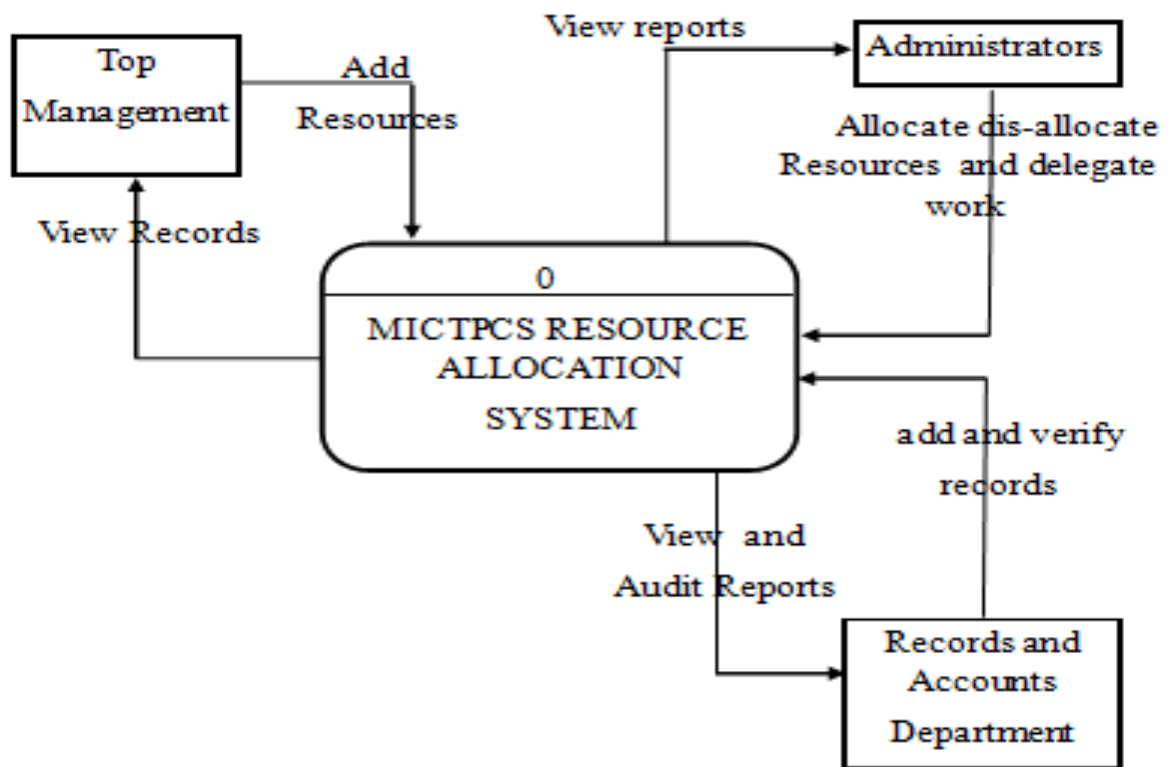 Top
Management
Add
Resources
View reports
Administrators
Allocate dis-allocate
Resources and delegate
work
View Records
0
MICTPCS RESOURCE
ALLOCATION
SYSTEM
add and verify
records
View and
Audit Reports
Records and
Accounts
Department